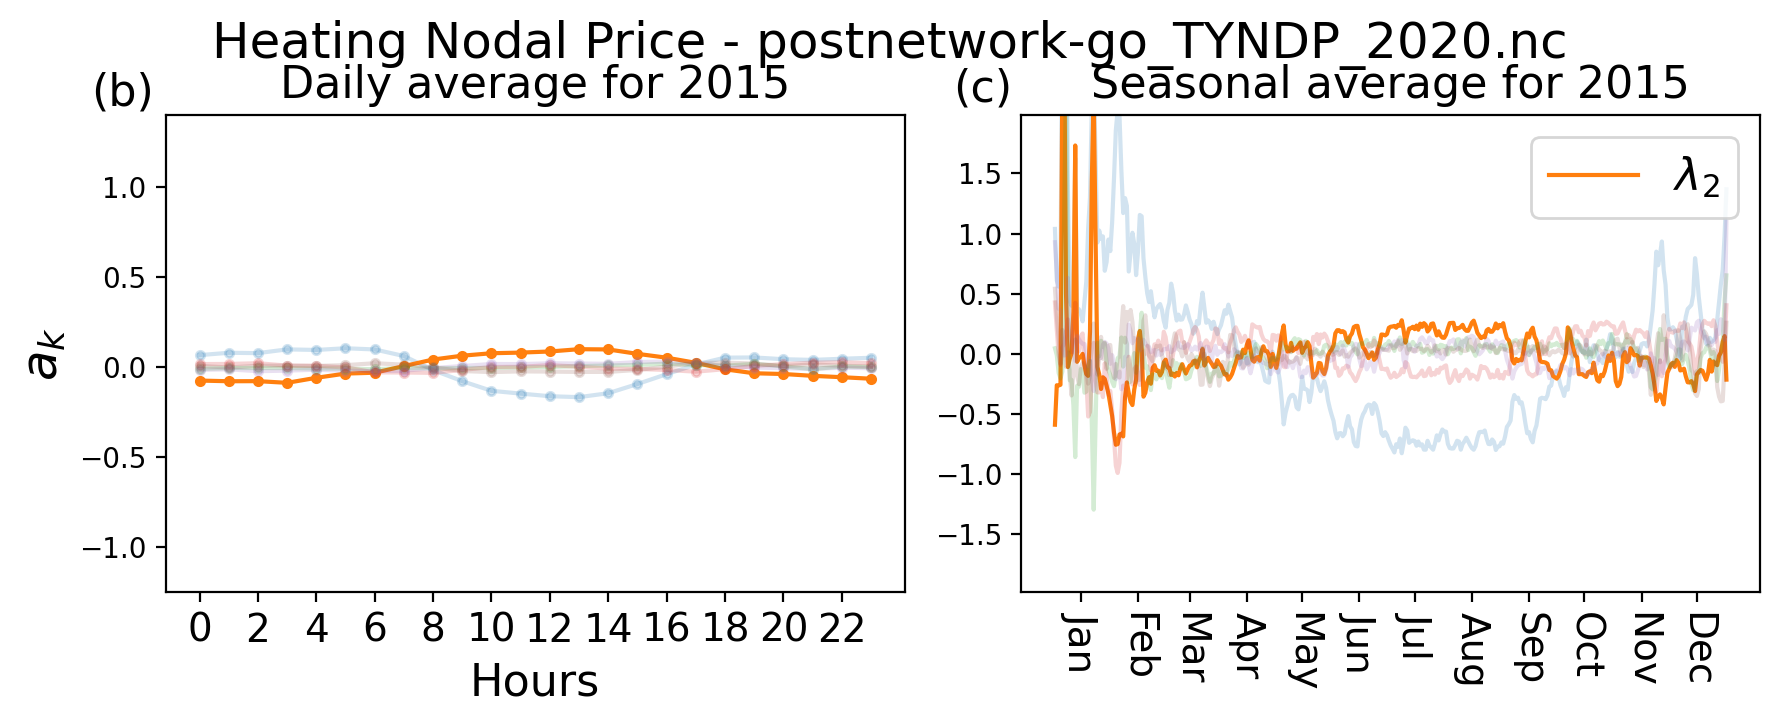 Heating Nodal Price - postnetwork-go_TYNDP_2020.nc
(b) Daily average for 2015
1.0
0.5
0.0
−0.5
−1.0
a_k
0 2 4 6 8 10 12 14 16 18 20 22
Hours
(c) Seasonal average for 2015
1.5
1.0
0.5
0.0
−0.5
−1.0
−1.5
λ_2
Jan Feb Mar Apr May Jun Jul Aug Sep Oct Nov Dec